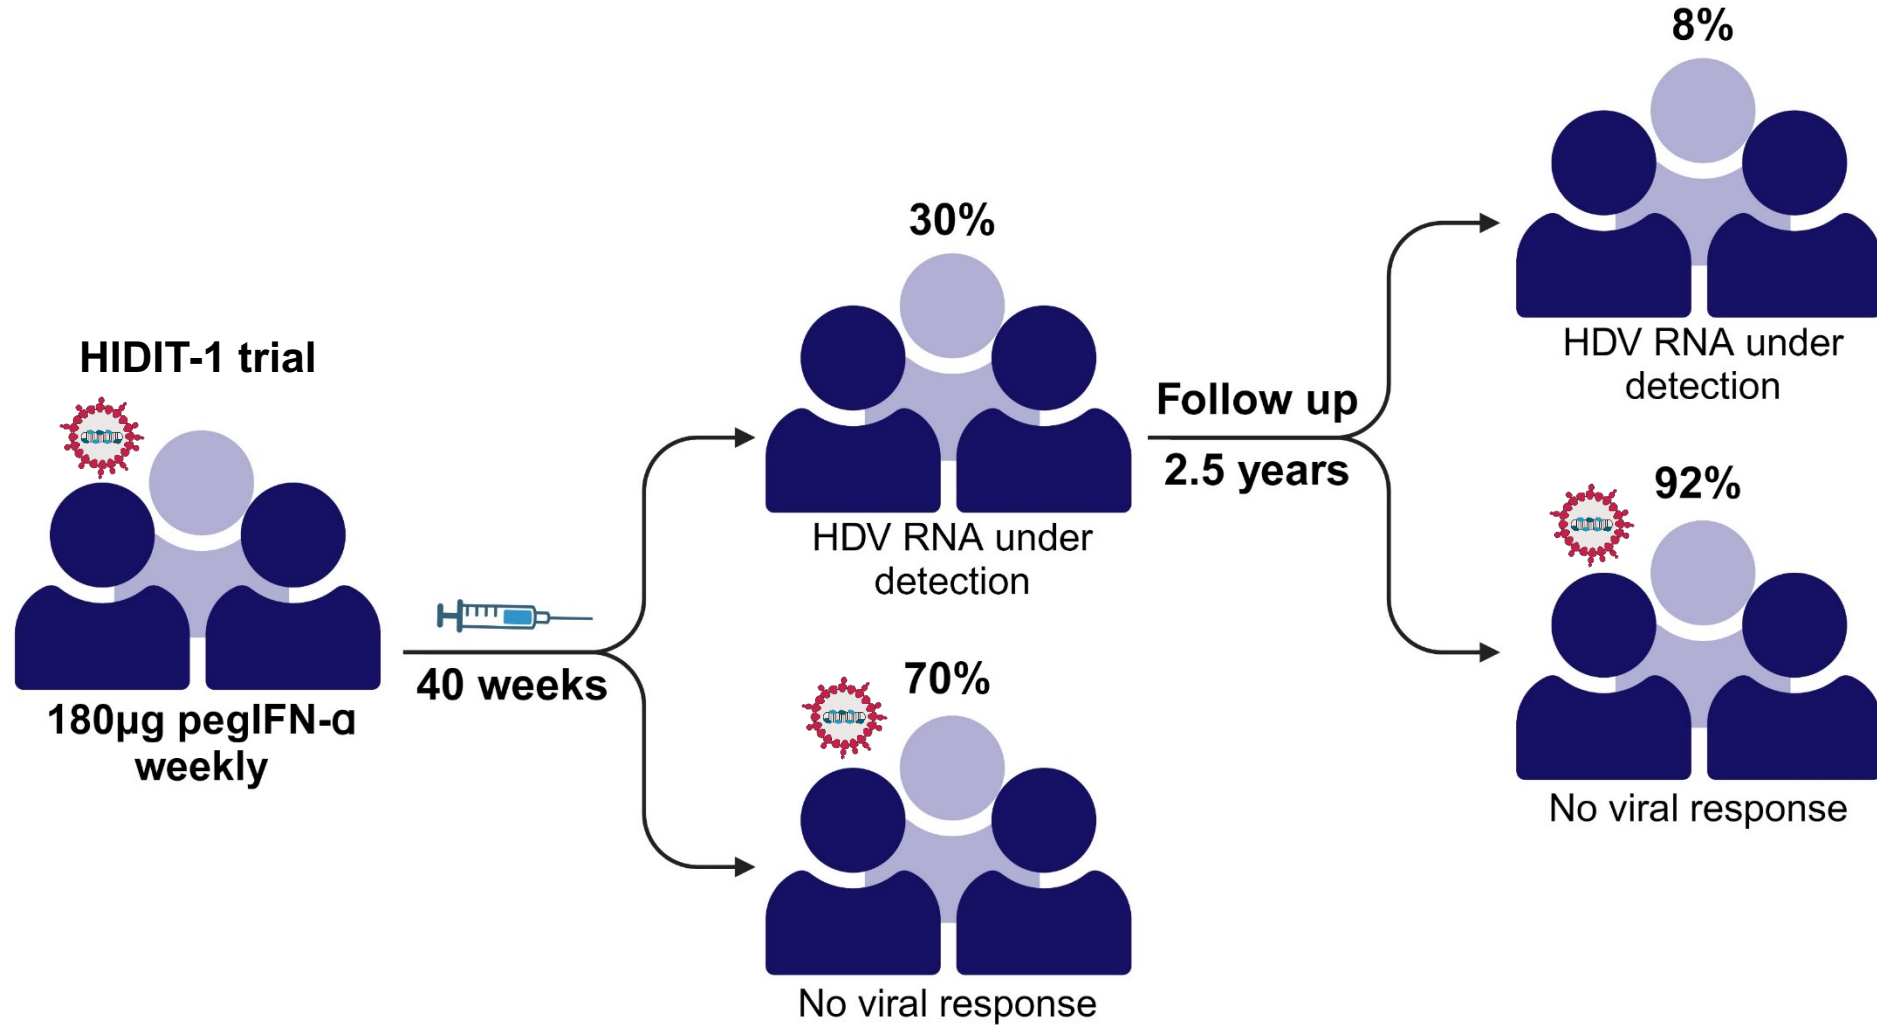 HIDIT-1 trial
180µg pegIFN-α
weekly
40 weeks
30%
HDV RNA under
detection
70%
No viral response
Follow up
2.5 years
8%
HDV RNA under
detection
92%
No viral response